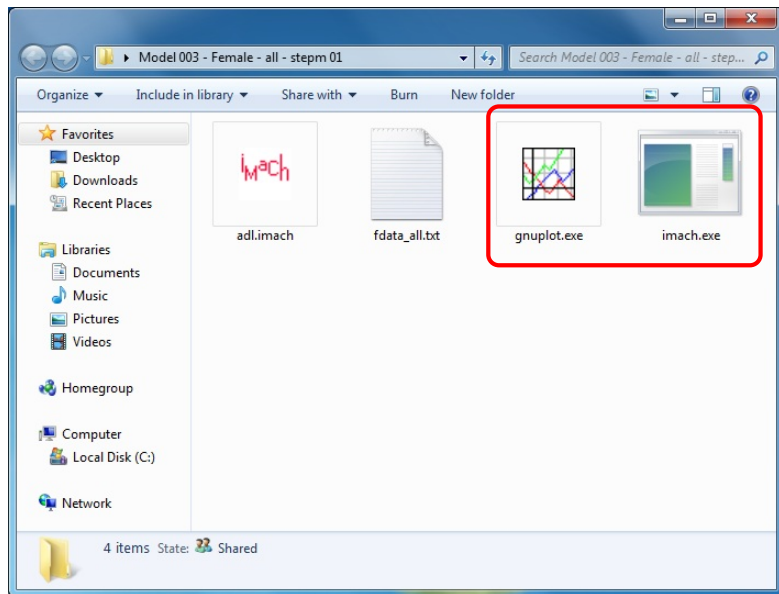 Model 003 - Female - all - stepm 01
Search Model 003 - Female - all - step...
Organize Include in library Share with Burn New folder
Favorites
Desktop
Downloads
Recent Places
Libraries
Documents
Music
Pictures
Videos
Homegroup
Computer
Local Disk (C:)
Network
iMach
adl.imach
fdata_all.txt
gnuplot.exe
imach.exe
4 items State: Shared